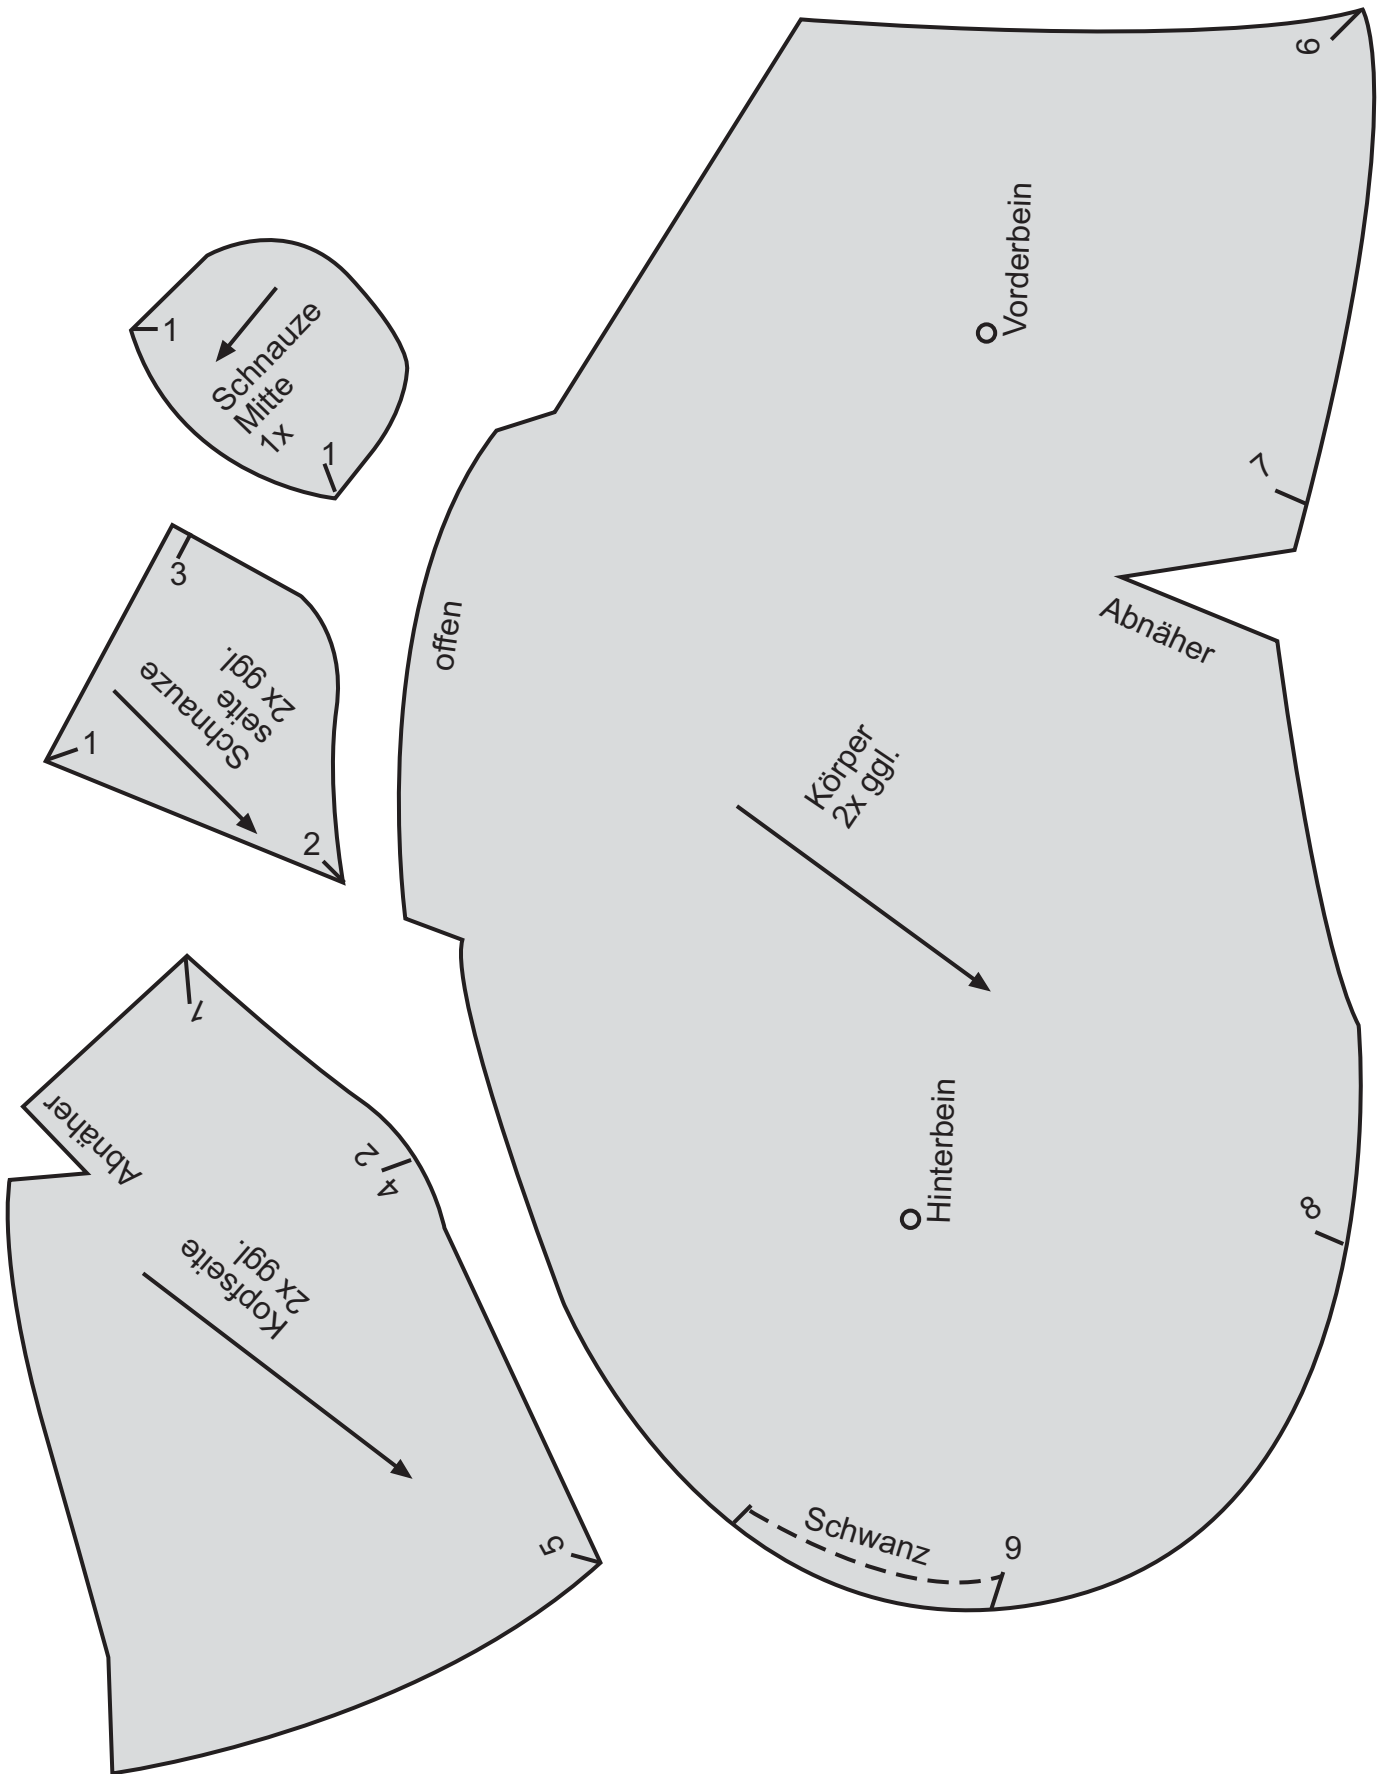 1
Schnauze
Mitte
1x
1
3
Schnauze
seite
2x ggl.
1
2
1
Abnäher
2
4
Kopfseite
2x ggl.
5
6
Vorderbein
7
Abnäher
offen
Körper
2x ggl.
Hinterbein
8
Schwanz
9